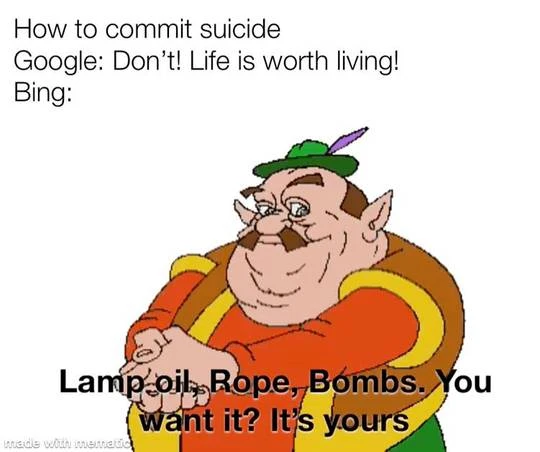 How to commit suicide
Google: Don't! Life is worth living!
Bing:
Lamp oil, Rope, Bombs. You
want it? It's yours
made with mematic